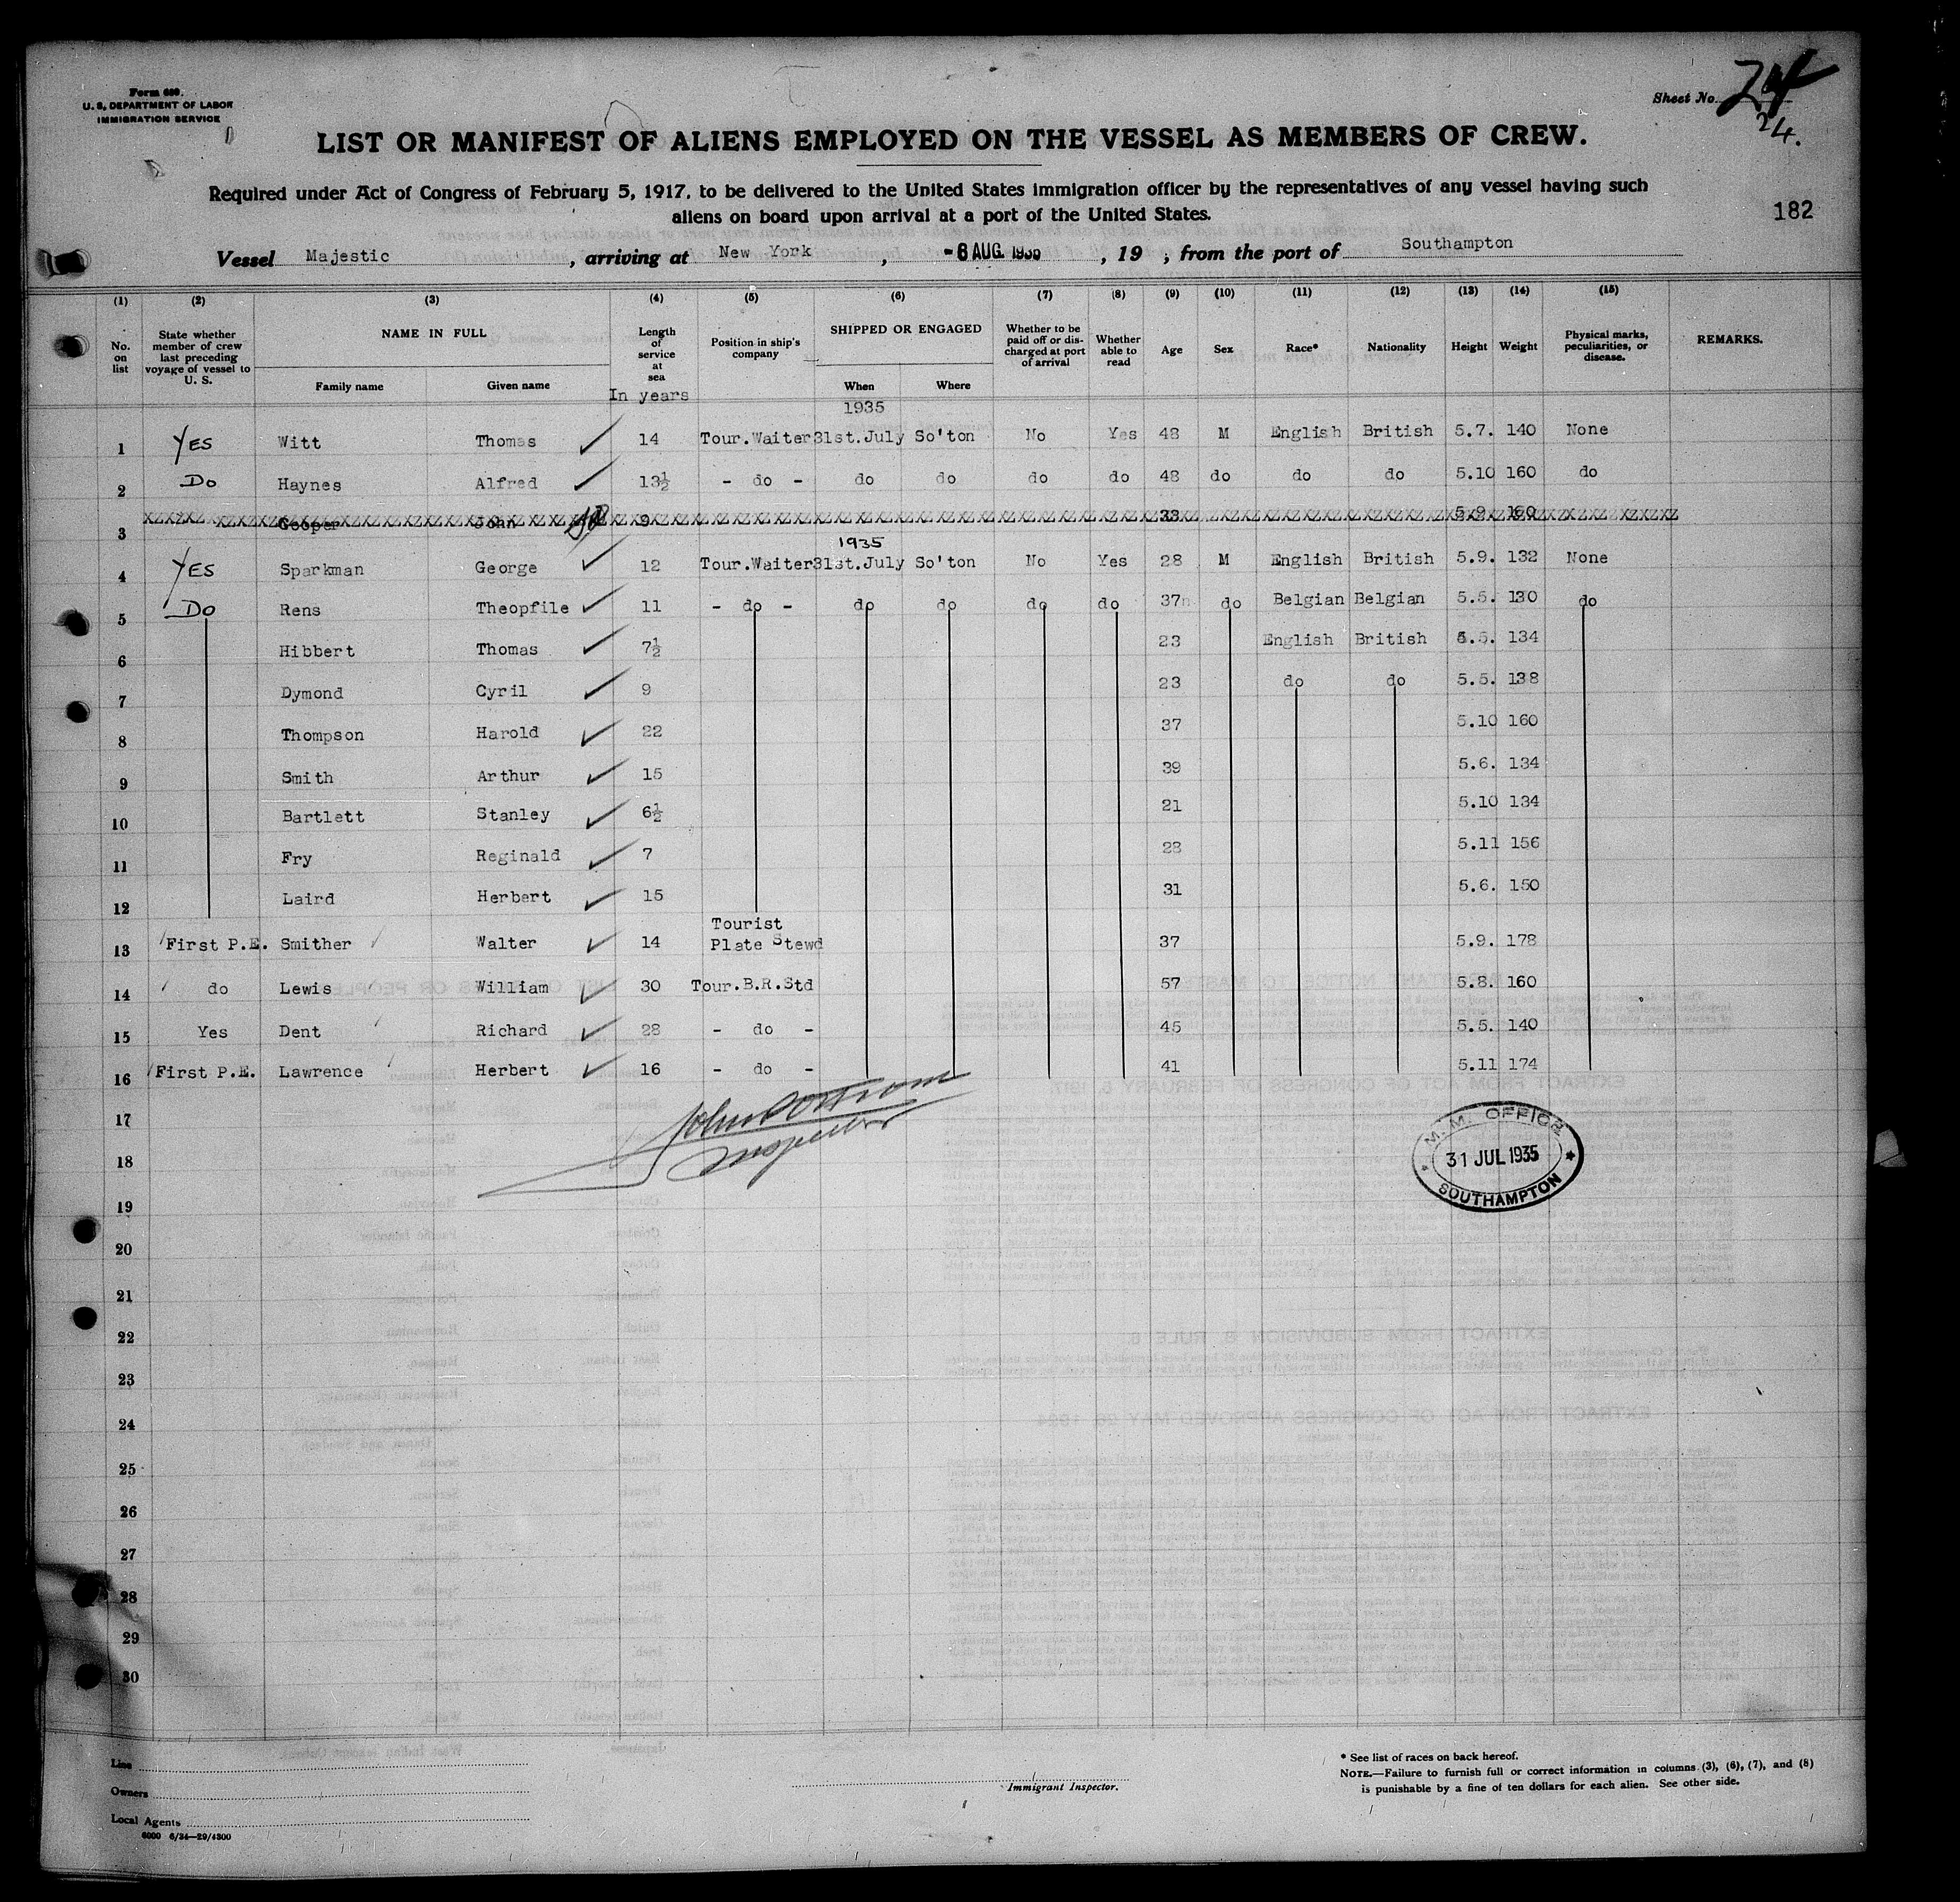 Form 689.
U. S. DEPARTMENT OF LABOR
IMMIGRATION SERVICE
Sheet No. 24
24.
LIST OR MANIFEST OF ALIENS EMPLOYED ON THE VESSEL AS MEMBERS OF CREW.
Required under Act of Congress of February 5, 1917, to be delivered to the United States immigration officer by the representatives of any vessel having such
aliens on board upon arrival at a port of the United States.
182
Vessel Majestic, arriving at New York, -6 AUG. 1935, 19 ; from the port of Southampton
(1) (2) (3) (4) (5) (6) (7) (8) (9) (10) (11) (12) (13) (14) (15)
No. on list
State whether member of crew last preceding voyage of vessel to U. S.
NAME IN FULL
Family name
Given name
Length of service at sea
In years
Position in ship's company
SHIPPED OR ENGAGED
When
Where
Whether to be paid off or discharged at port of arrival
Whether able to read
Age
Sex
Race*
Nationality
Height
Weight
Physical marks, peculiarities, or disease.
REMARKS.
1935
1 YES Witt Thomas 14 Tour.Waiter 31st.July So'ton No Yes 48 M English British 5.7. 140 None
2 Do Haynes Alfred 13½ - do - do do do do 48 do do do 5.10 160 do
3 Cooper John 9 33 5.9. 160
1935
4 YES Sparkman George 12 Tour.Waiter 31st.July So'ton No Yes 28 M English British 5.9. 132 None
5 Do Rens Theopfile 11 - do - do do do do 37 do Belgian Belgian 5.5. 130 do
6 Hibbert Thomas 7½ 23 English British 5.5. 134
7 Dymond Cyril 9 23 do do 5.5. 138
8 Thompson Harold 22 37 5.10 160
9 Smith Arthur 15 39 5.6. 134
10 Bartlett Stanley 6½ 21 5.10 134
11 Fry Reginald 7 28 5.11 156
12 Laird Herbert 15 31 5.6. 150
13 First P.E. Smither Walter 14 Tourist Plate Stewd 37 5.9. 178
14 do Lewis William 30 Tour.B.R.Std 57 5.8. 160
15 Yes Dent Richard 28 - do - 45 5.5. 140
16 First P.E. Lawrence Herbert 16 - do - 41 5.11 174
17
Inspector
M.M. OFFICE
31 JUL 1935
SOUTHAMPTON
18
19
20
21
22
23
24
25
26
27
28
29
30
Line
Owners
Local Agents
6000 6/34—29/4300
Immigrant Inspector.
* See list of races on back hereof.
NOTE.—Failure to furnish full or correct information in columns (3), (6), (7), and (8)
is punishable by a fine of ten dollars for each alien. See other side.